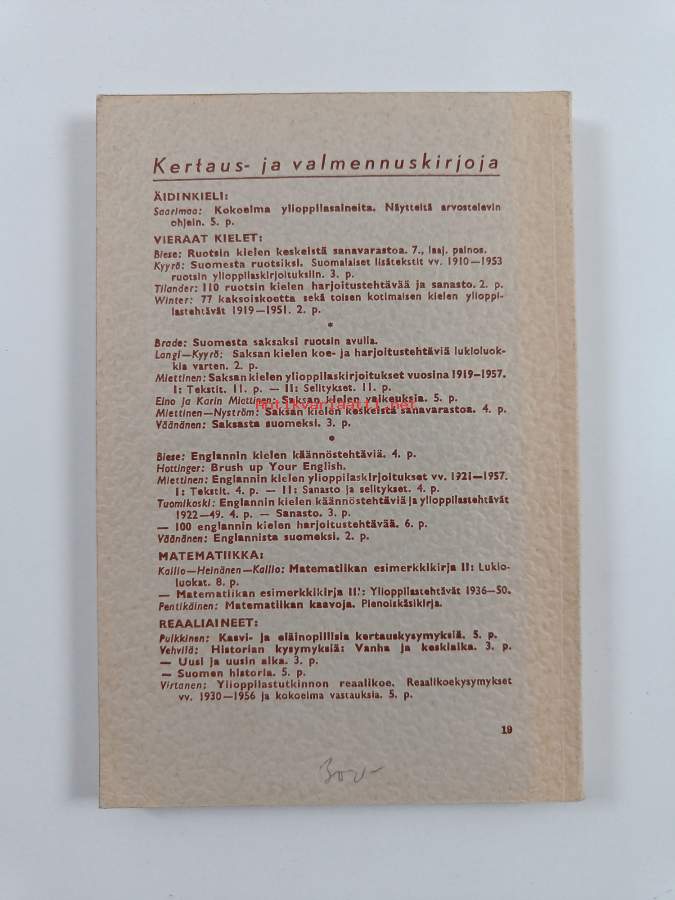 Kertaus- ja valmennuskirjoja
ÄIDINKIELI:
Saarimaa: Kokoelma ylioppilasaineita. Näytteitä arvostelevin
ohjein. 5. p.
VIERAAT KIELET:
Biese: Ruotsin kielen keskeistä sanavarastoa. 7., laaj. painos.
Kyyrö: Suomesta ruotsiksi. Suomalaiset lisätekstit vv. 1910—1953
ruotsin ylioppilaskirjoituksiin. 3. p.
Tilander: 110 ruotsin kielen harjoitustehtävää ja sanasto. 2. p.
Winter: 77 kaksoiskoetta sekä toisen kotimaisen kielen ylioppi-
lastehtävät 1919—1951. 2. p.
*
Brade: Suomesta saksaksi ruotsin avulla.
Langi—Kyyrö: Saksan kielen koe- ja harjoitustehtäviä lukioluok-
kia varten. 2. p.
Miettinen: Saksan kielen ylioppilaskirjoitukset vuosina 1919—1957.
I: Tekstit. 11. p. — II: Selitykset. 11. p.
Eino ja Karin Miettinen: Saksan kielen vaikeuksia. 5. p.
Antikvariaatti.net
Miettinen—Nyström: Saksan kielen keskeistä sanavarastoa. 4. p.
Väänänen: Saksasta suomeksi. 3. p.
*
Biese: Englannin kielen käännöstehtäviä. 4. p.
Hottinger: Brush up Your English.
Miettinen: Englannin kielen ylioppilaskirjoitukset vv. 1921—1957.
I: Tekstit. 4. p. — II: Sanasto ja selitykset. 4. p.
Tuomikoski: Englannin kielen käännöstehtäviä ja ylioppilastehtävät
1922—49. 4. p. — Sanasto. 3. p.
— 100 englannin kielen harjoitustehtävää. 6. p.
Väänänen: Englannista suomeksi. 2. p.
MATEMATIIKKA:
Kallio—Heinänen—Kallio: Matematiikan esimerkkikirja II: Lukio-
luokat. 8. p.
— Matematiikan esimerkkikirja II: Ylioppilastehtävät 1936—50.
Pentikäinen: Matematiikan kaavoja. Pienoiskäsikirja.
REAALIAINEET:
Pulkkinen: Kasvi- ja eläinopillisia kertauskysymyksiä. 5. p.
Vehvilä: Historian kysymyksiä: Vanha ja keskiaika. 3. p.
— Uusi ja uusin aika. 3. p.
— Suomen historia. 5. p.
Virtanen: Ylioppilastutkinnon reaalikoe. Reaalikoekysymykset
vv. 1930—1956 ja kokoelma vastauksia. 5. p.
19